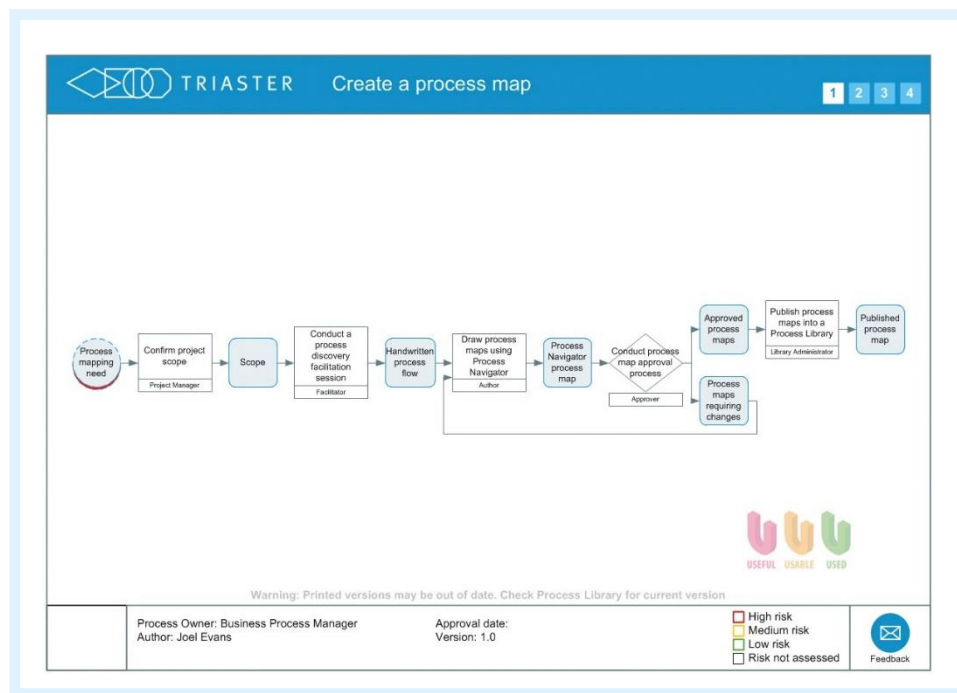 TRIASTER
Create a process map
1 2 3 4
Process
mapping
need
Confirm project
scope
Project Manager
Scope
Conduct a
process
discovery
facilitation
session
Facilitator
Handwritten
process
flow
Draw process
maps using
Process
Navigator
Author
Process
Navigator
process
map
Conduct process
map approval
process
Approver
Approved
process
maps
Process
maps
requiring
changes
Publish process
maps into a
Process Library
Library Administrator
Published
process
map
USEFUL USABLE USED
Warning: Printed versions may be out of date. Check Process Library for current version
Process Owner: Business Process Manager
Author: Joel Evans
Approval date:
Version: 1.0
High risk
Medium risk
Low risk
Risk not assessed
Feedback